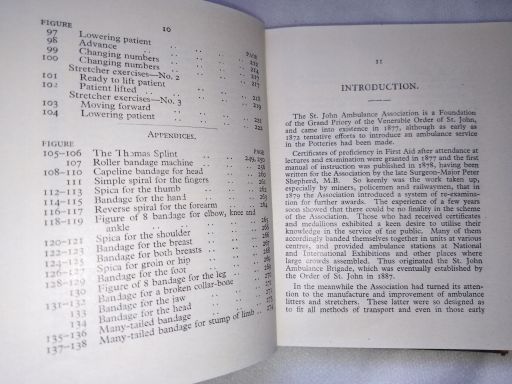 10
FIGURE PAGE
97 Lowering patient
98 Advance
99 Changing numbers
100 Changing numbers
Stretcher exercises—No. 2
101 Ready to lift patient
102 Patient lifted
Stretcher exercises—No. 3
103 Moving forward
104 Lowering patient
APPENDICES.
FIGURE PAGE
105–106 The Thomas Splint
107 Roller bandage machine
108–110 Capeline bandage for head
111 Simple spiral for the fingers
112–113 Spica for the thumb
114–115 Bandage for the hand
116–117 Reverse spiral for the forearm
118–119 Figure of 8 bandage for elbow, knee and
ankle
120–121 Spica for the shoulder
122–123 Bandage for the breast
124–125 Bandage for both breasts
126–127 Spica for groin or hip
128–129 Bandage for the foot
130 Figure of 8 bandage for the leg
131–132 Bandage for a broken collar-bone
133 Bandage for the jaw
134 Bandage for the head
135–136 Many-tailed bandage
137–138 Many-tailed bandage for stump of limb
11
INTRODUCTION.
The St. John Ambulance Association is a Foundation
of the Grand Priory of the Venerable Order of St. John,
and came into existence in 1877, although as early as
1872 tentative efforts to introduce an ambulance service
in the Potteries had been made.
Certificates of proficiency in First Aid after attendance at
lectures and examination were granted in 1877 and the first
manual of instruction was published in 1878, having been
written for the Association by the late Surgeon-Major Peter
Shepherd, M.B. So keenly was the work taken up,
especially by miners, policemen and railwaymen, that in
1879 the Association introduced a system of re-examina-
tion for further awards. The experience of a few years
soon showed that there could be no finality in the scheme
of the Association. Those who had received certificates
and medallions exhibited a keen desire to utilise their
knowledge in the service of the public. Many of them
accordingly banded themselves together in units at various
centres, and provided ambulance stations at National
and International Exhibitions and other places where
large crowds assembled. Thus originated the St. John
Ambulance Brigade, which was eventually established by
the Order of St. John in 1887.
In the meanwhile the Association had turned its atten-
tion to the manufacture and improvement of ambulance
litters and stretchers. These latter were so designed as
to fit all methods of transport and even in those early